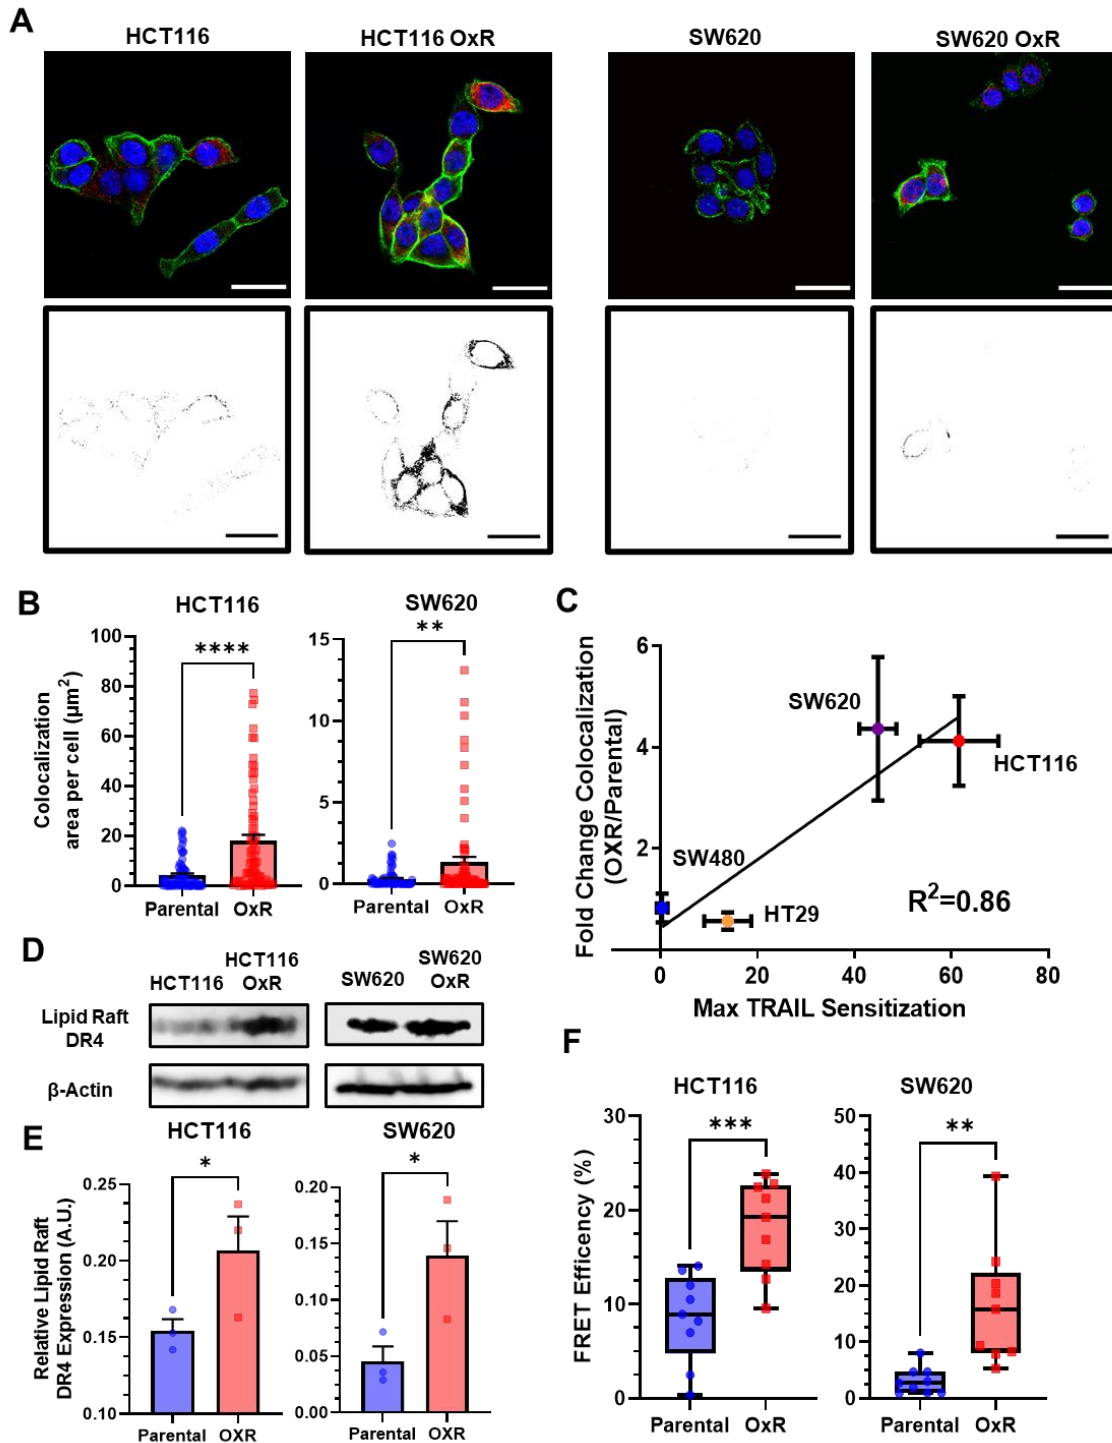 A
HCT116
HCT116 OxR
SW620
SW620 OxR
B
HCT116
SW620
Colocalization
area per cell (µm²)
100
80
60
40
20
0
****
Parental
OxR
15
10
5
0
**
Parental
OxR
C
Fold Change Colocalization
(OXR/Parental)
6
4
2
SW620
HCT116
SW480
HT29
R²=0.86
0
20
40
60
80
Max TRAIL Sensitization
D
HCT116
HCT116
OxR
SW620
SW620
OxR
Lipid Raft
DR4
β-Actin
E
HCT116
SW620
Relative Lipid Raft
DR4 Expression (A.U.)
0.25
0.20
0.15
0.10
*
Parental
OXR
0.20
0.15
0.10
0.05
0.00
*
Parental
OXR
F
HCT116
SW620
FRET Efficency (%)
30
20
10
0
***
Parental
OxR
50
40
30
20
10
0
**
Parental
OxR